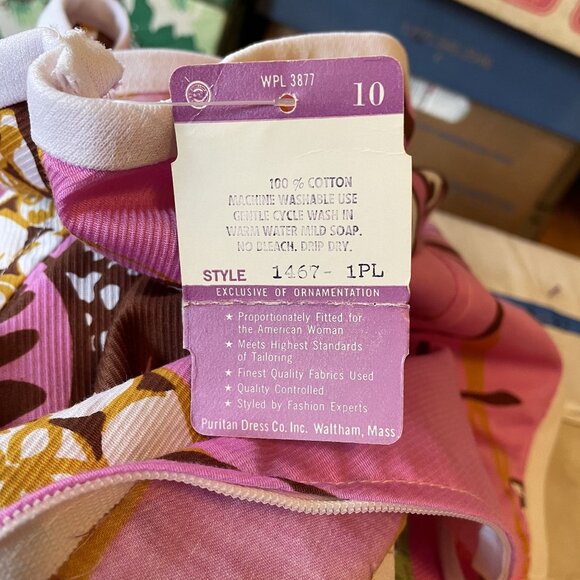 WPL 3877
10
100 % COTTON
MACHINE WASHABLE USE
GENTLE CYCLE WASH IN
WARM WATER MILD SOAP.
NO BLEACH. DRIP DRY.
STYLE 1467- 1PL
EXCLUSIVE OF ORNAMENTATION
★ Proportionately Fitted for
the American Woman
★ Meets Highest Standards
of Tailoring
★ Finest Quality Fabrics Used
★ Quality Controlled
★ Styled by Fashion Experts
Puritan Dress Co. Inc. Waltham, Mass